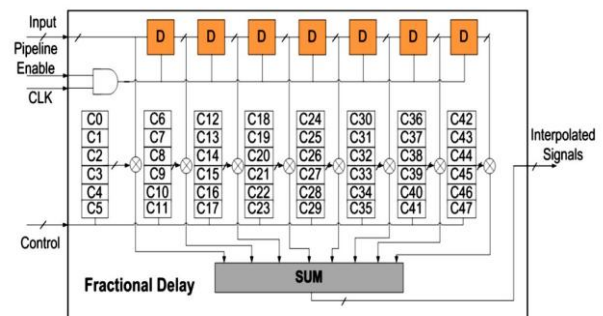 Input
D D D D D D D
Pipeline
Enable
CLK
C0 C6 C12 C18 C24 C30 C36 C42
C1 C7 C13 C19 C25 C31 C37 C43
C2 C8 C14 C20 C26 C32 C38 C44
C3 C9 C15 C21 C27 C33 C39 C45
C4 C10 C16 C22 C28 C34 C40 C46
C5 C11 C17 C23 C29 C35 C41 C47
Interpolated
Signals
Control
SUM
Fractional Delay